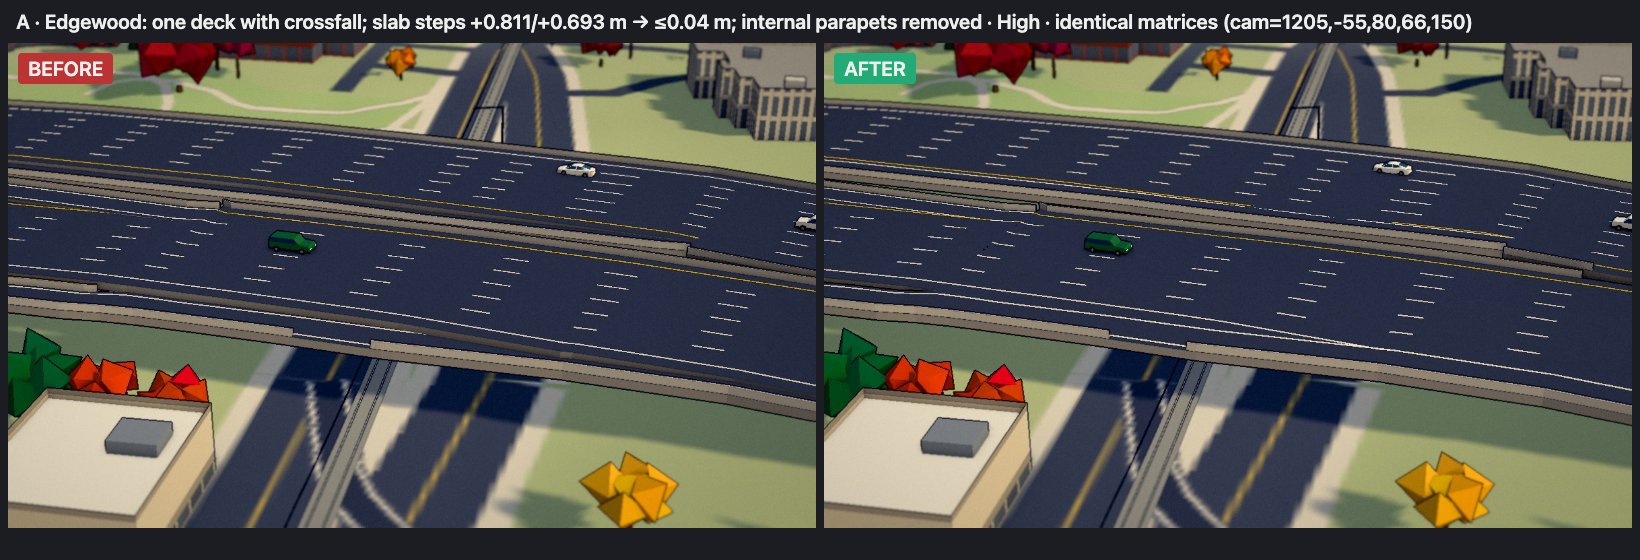 A · Edgewood: one deck with crossfall; slab steps +0.811/+0.693 m → ≤0.04 m; internal parapets removed · High · identical matrices (cam=1205,-55,80,66,150)
BEFORE
AFTER